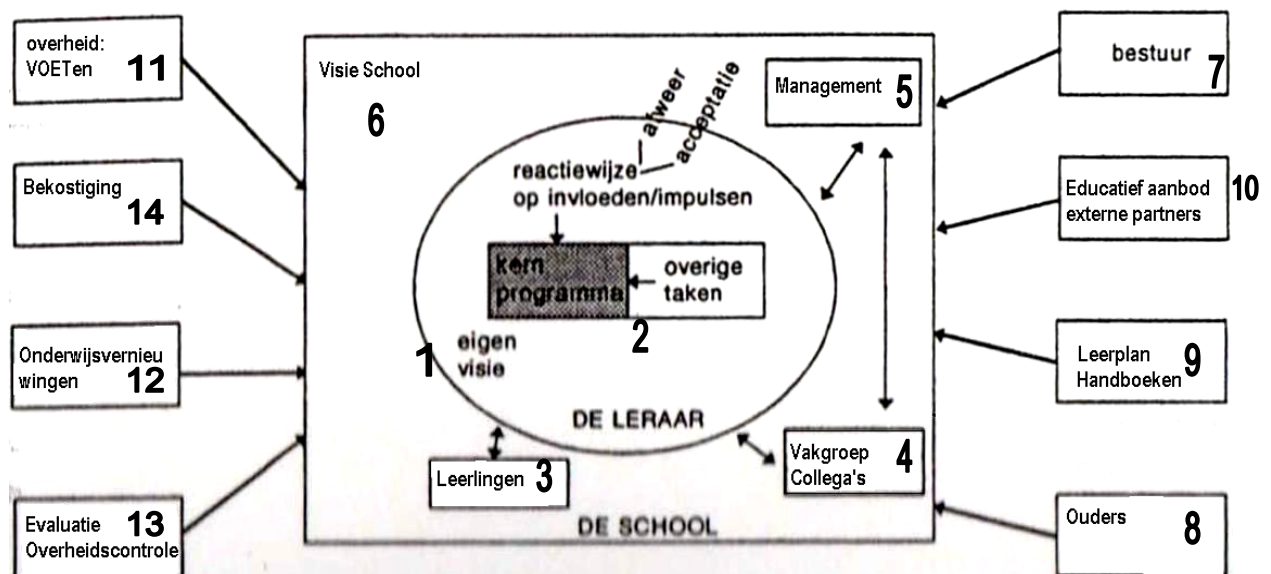 overheid:
VOETen 11
Bekostiging
14
Onderwijsvernieu
wingen 12
Evaluatie 13
Overheidscontrole
Visie School
6
Management 5
afweer
acceptatie
reactiewijze
op invloeden/impulsen
kern
programma
overige
taken
2
1 eigen
visie
DE LERAAR
Leerlingen 3
Vakgroep 4
Collega's
DE SCHOOL
bestuur
7
Educatief aanbod 10
externe partners
Leerplan
Handboeken 9
Ouders 8